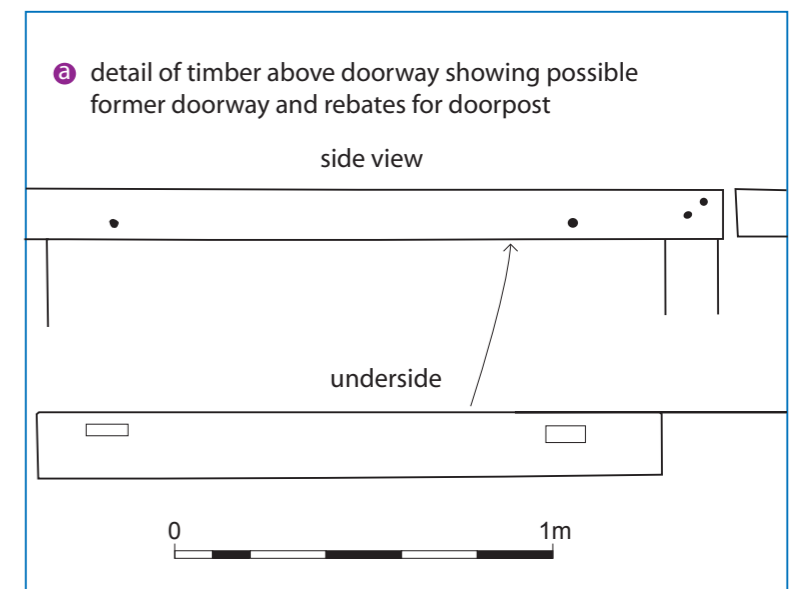 a detail of timber above doorway showing possible
former doorway and rebates for doorpost
side view
underside
0 1m